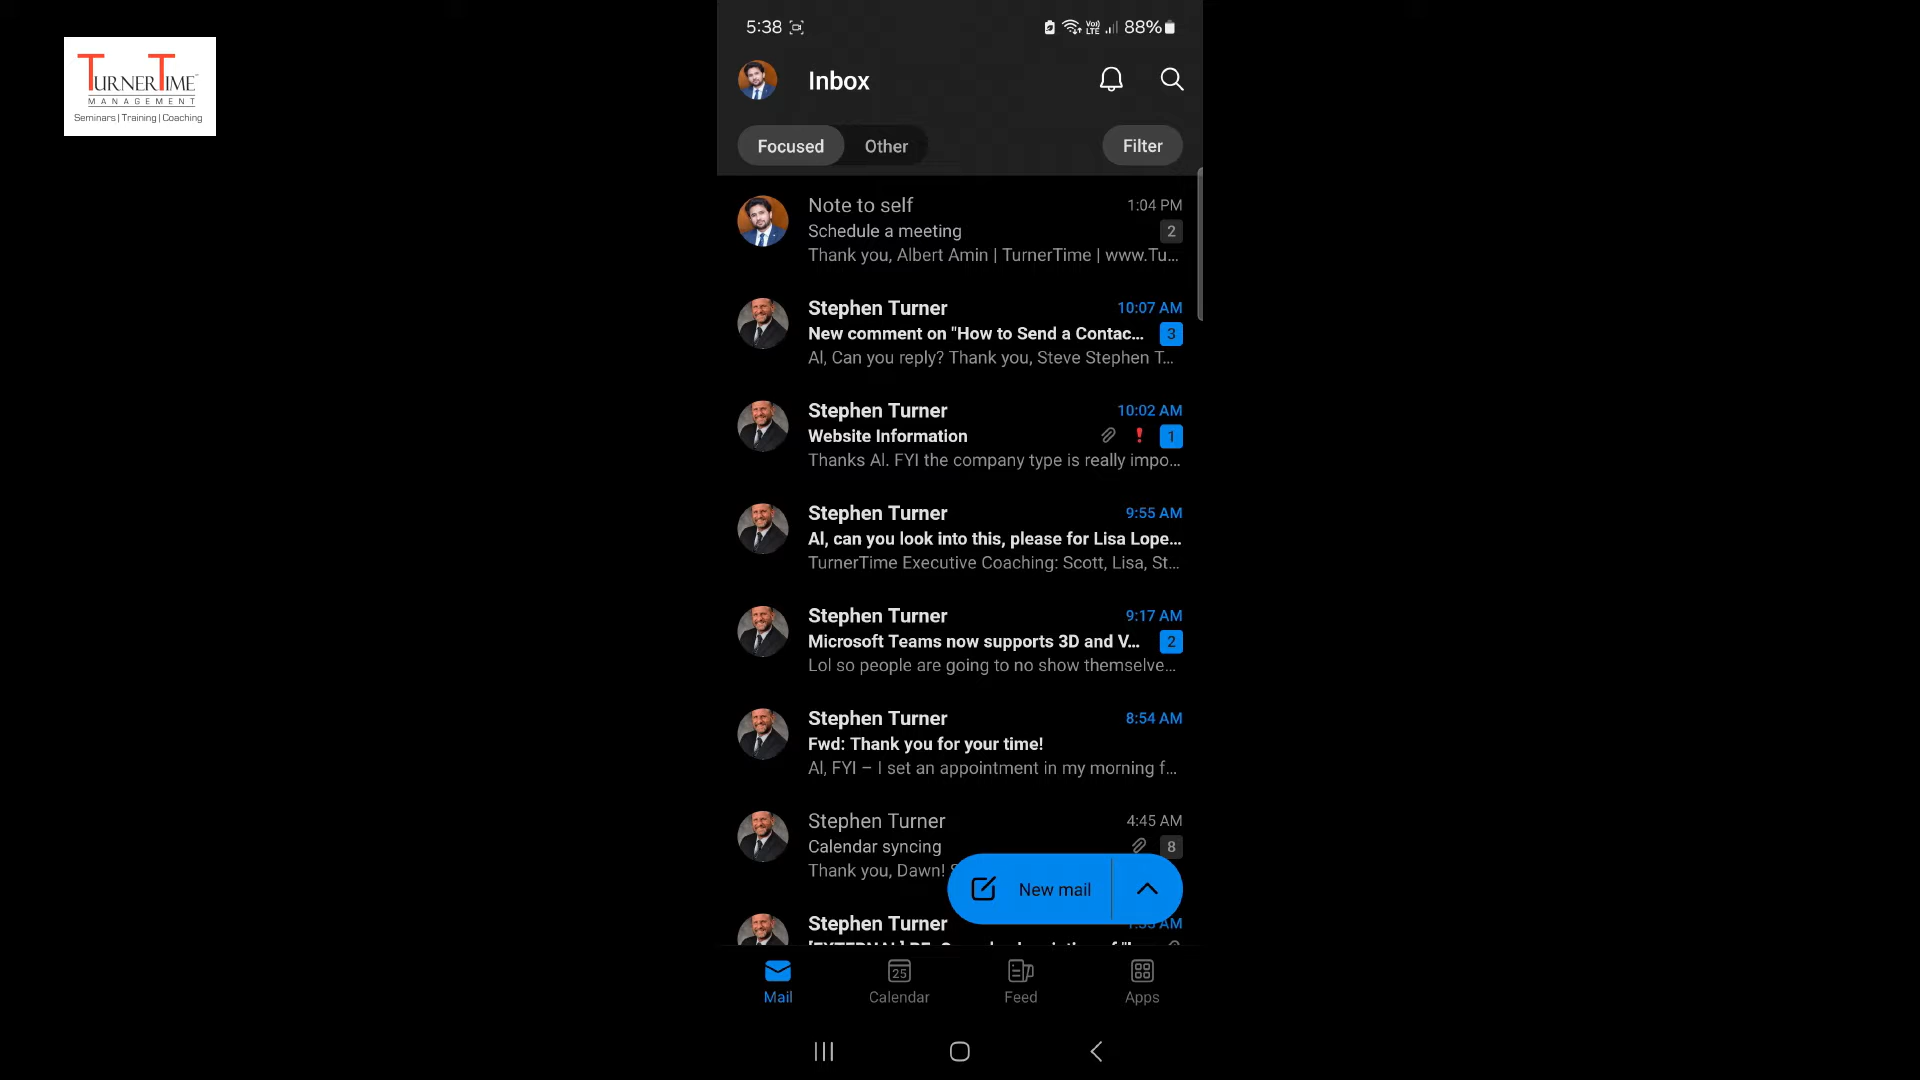 TURNERTIME
MANAGEMENT
Seminars | Training | Coaching
5:38
Vo)) LTE
88%
Inbox
Focused
Other
Filter
Note to self
1:04 PM
Schedule a meeting
2
Thank you, Albert Amin | TurnerTime | www.Tu...
Stephen Turner
10:07 AM
New comment on "How to Send a Contac...
3
Al, Can you reply? Thank you, Steve Stephen T...
Stephen Turner
10:02 AM
Website Information
1
Thanks Al. FYI the company type is really impo...
Stephen Turner
9:55 AM
Al, can you look into this, please for Lisa Lope...
TurnerTime Executive Coaching: Scott, Lisa, St...
Stephen Turner
9:17 AM
Microsoft Teams now supports 3D and V...
2
Lol so people are going to no show themselve...
Stephen Turner
8:54 AM
Fwd: Thank you for your time!
Al, FYI – I set an appointment in my morning f...
Stephen Turner
4:45 AM
Calendar syncing
8
Thank you, Dawn!
New mail
Stephen Turner
AM
[EXTERNAL] RE:
Mail
25
Calendar
Feed
Apps